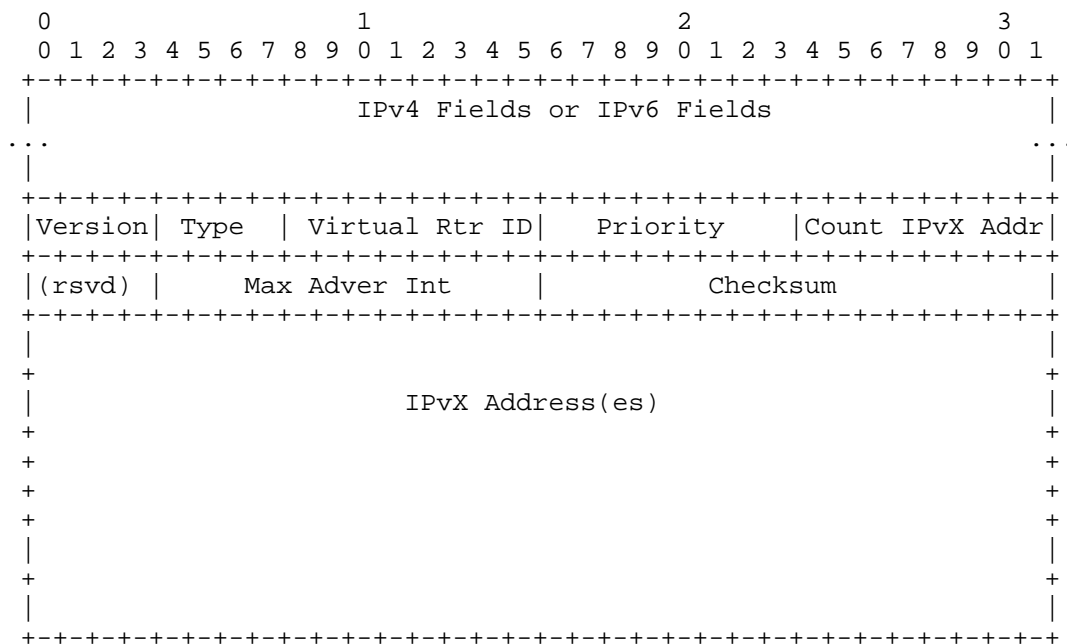 0                   1                   2                   3
 0 1 2 3 4 5 6 7 8 9 0 1 2 3 4 5 6 7 8 9 0 1 2 3 4 5 6 7 8 9 0 1
+-+-+-+-+-+-+-+-+-+-+-+-+-+-+-+-+-+-+-+-+-+-+-+-+-+-+-+-+-+-+-+-+
|                    IPv4 Fields or IPv6 Fields                 |
...                                                             ...
|                                                               |
+-+-+-+-+-+-+-+-+-+-+-+-+-+-+-+-+-+-+-+-+-+-+-+-+-+-+-+-+-+-+-+-+
|Version| Type  | Virtual Rtr ID|   Priority    |Count IPvX Addr|
+-+-+-+-+-+-+-+-+-+-+-+-+-+-+-+-+-+-+-+-+-+-+-+-+-+-+-+-+-+-+-+-+
|(rsvd) |     Max Adver Int     |          Checksum             |
+-+-+-+-+-+-+-+-+-+-+-+-+-+-+-+-+-+-+-+-+-+-+-+-+-+-+-+-+-+-+-+-+
|                                                               |
+                                                               +
|                       IPvX Address(es)                        |
+                                                               +
+                                                               +
+                                                               +
+                                                               +
|                                                               |
+                                                               +
|                                                               |
+-+-+-+-+-+-+-+-+-+-+-+-+-+-+-+-+-+-+-+-+-+-+-+-+-+-+-+-+-+-+-+-+